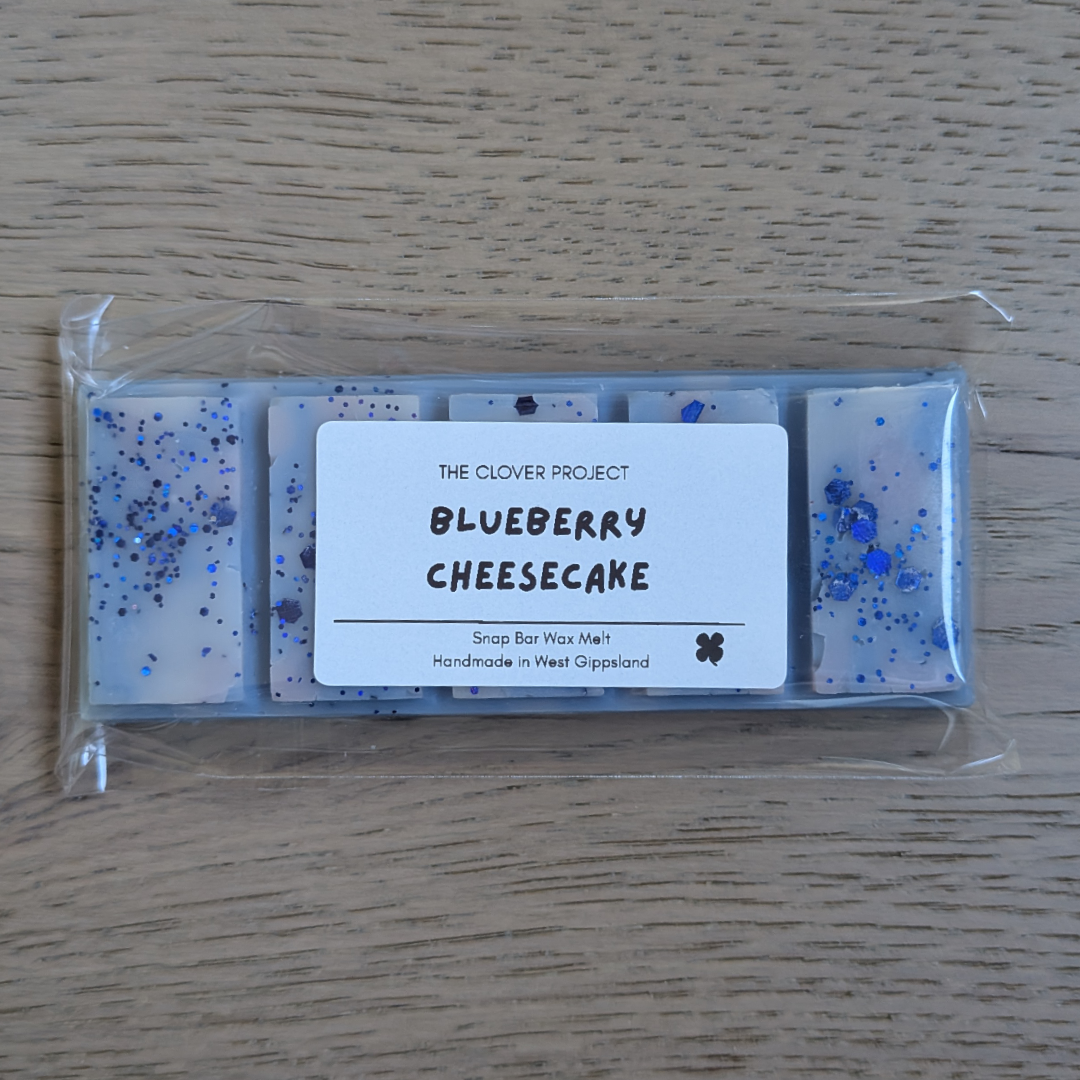 THE CLOVER PROJECT
BLUEBERRY
CHEESECAKE
Snap Bar Wax Melt
Handmade in West Gippsland